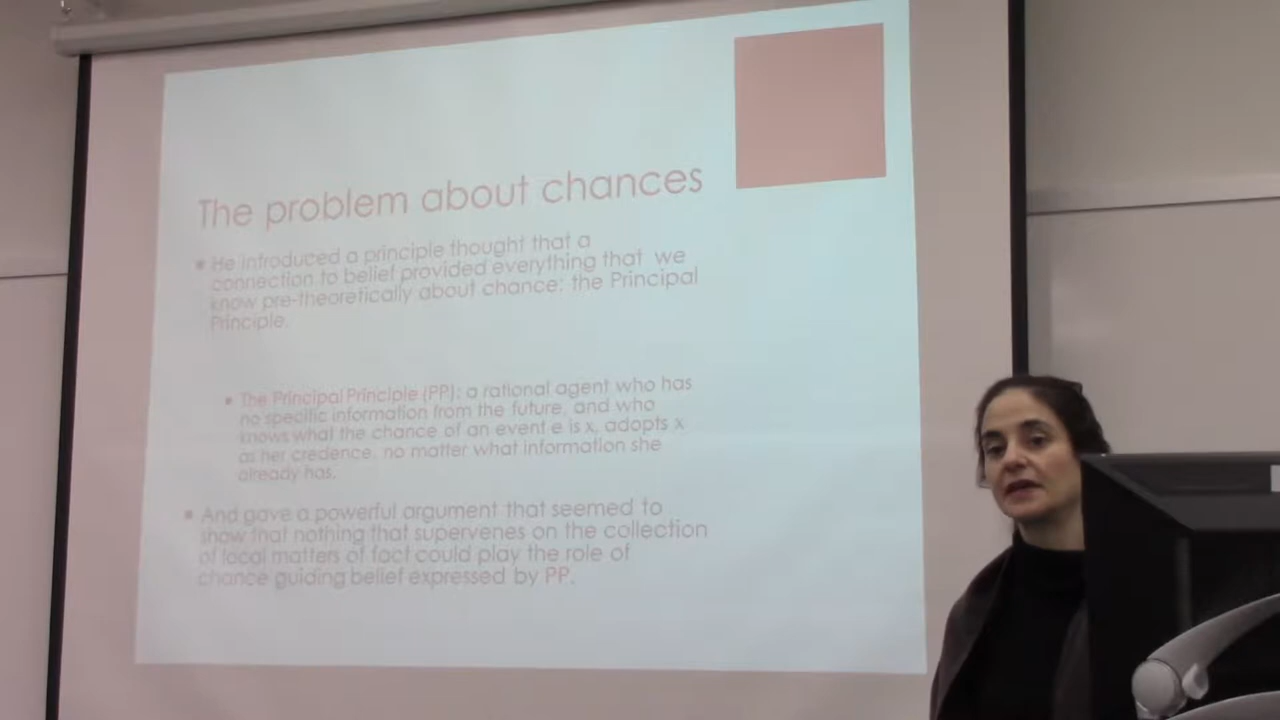 The problem about chances
He introduced a principle thought that a
connection to belief provided everything that we
know pre-theoretically about chance: the Principal
Principle.
The Principal Principle (PP): a rational agent who has
no specific information from the future, and who
knows what the chance of an event e is x, adopts x
as her credence, no matter what information she
already has.
And gave a powerful argument that seemed to
show that nothing that supervenes on the collection
of local matters of fact could play the role of
chance guiding belief expressed by PP.